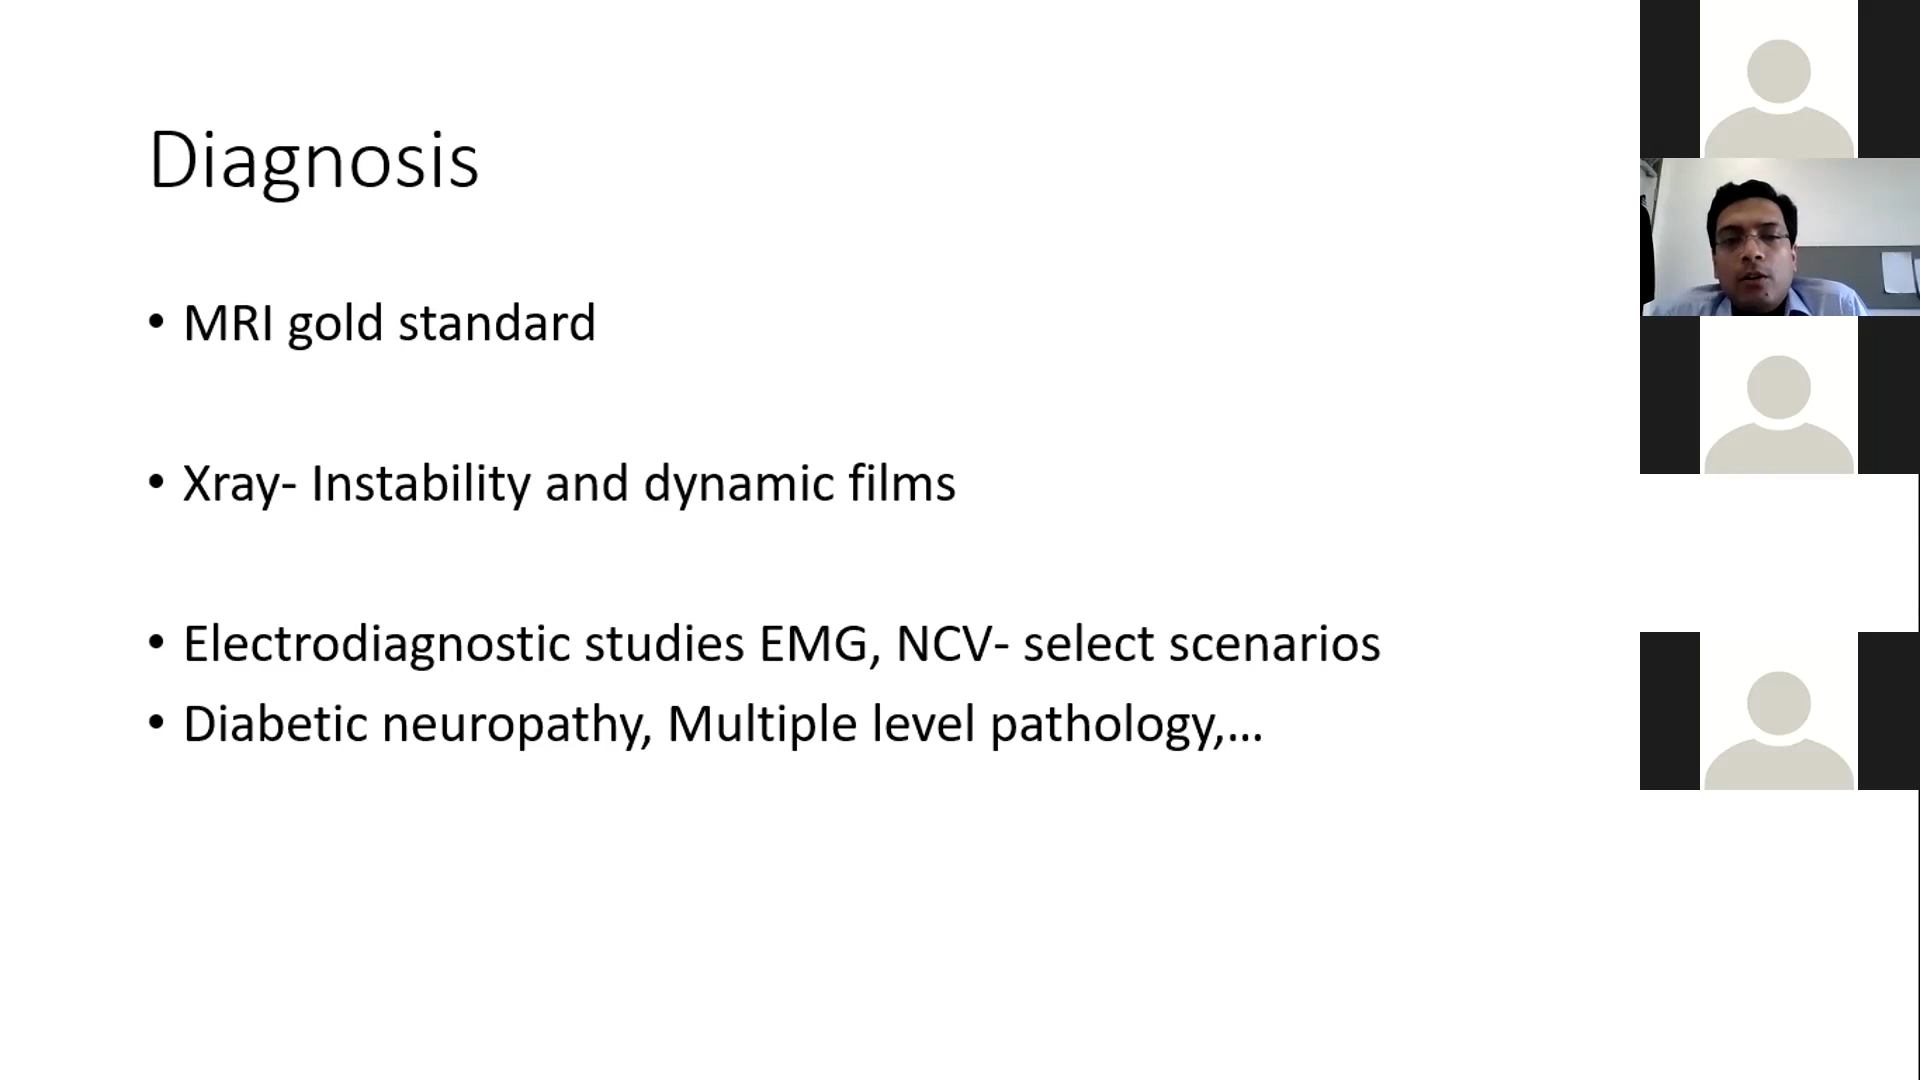 Diagnosis
• MRI gold standard
• Xray- Instability and dynamic films
• Electrodiagnostic studies EMG, NCV- select scenarios
• Diabetic neuropathy, Multiple level pathology,...